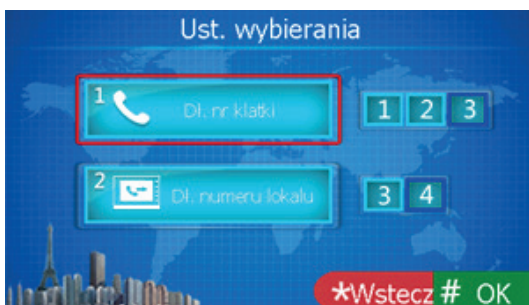 Ust. wybierania
1 Dł. nr klatki 1 2 3
2 Dł. numeru lokalu 3 4
*Wstecz # OK